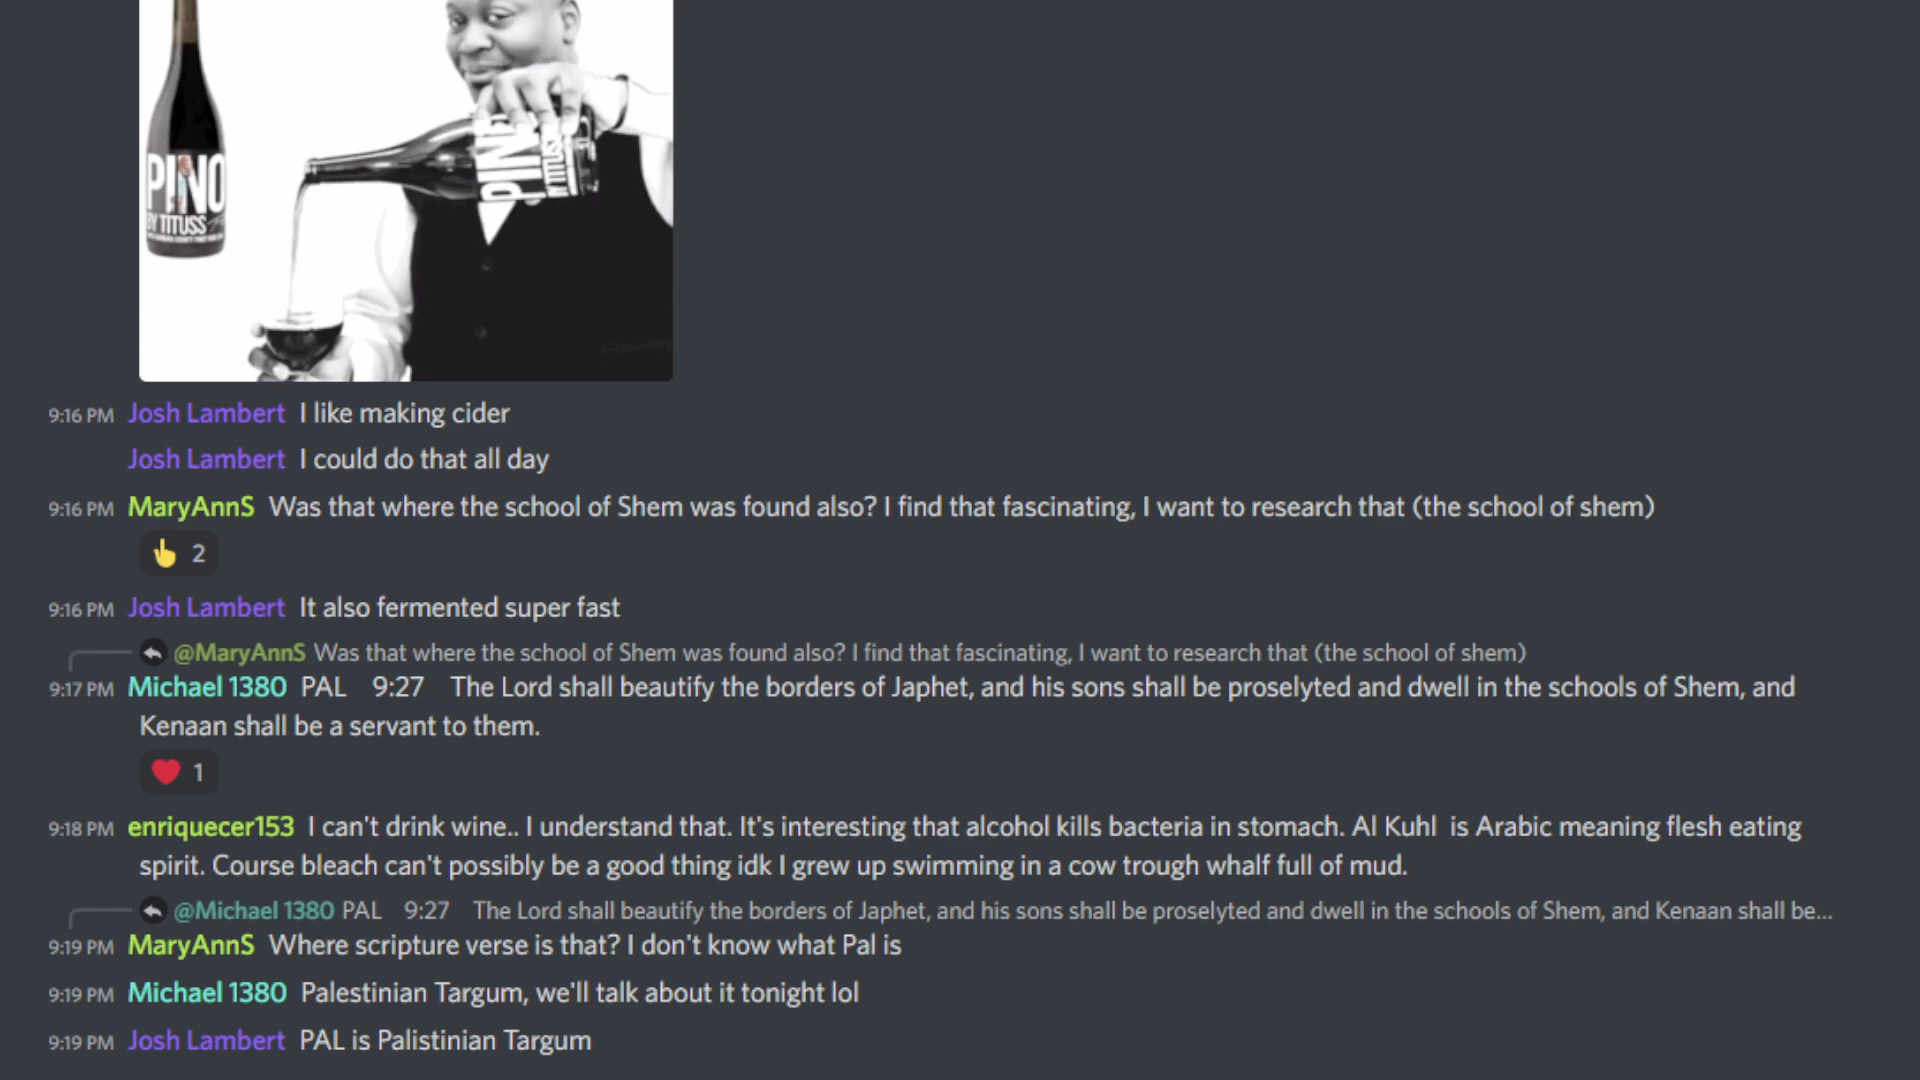 PINO
BY TITUSS
PINO
BY TITUSS
9:16 PM Josh Lambert I like making cider
Josh Lambert I could do that all day
9:16 PM MaryAnnS Was that where the school of Shem was found also? I find that fascinating, I want to research that (the school of shem)
2
9:16 PM Josh Lambert It also fermented super fast
@MaryAnnS Was that where the school of Shem was found also? I find that fascinating, I want to research that (the school of shem)
9:17 PM Michael 1380 PAL 9:27 The Lord shall beautify the borders of Japhet, and his sons shall be proselyted and dwell in the schools of Shem, and
Kenaan shall be a servant to them.
1
9:18 PM enriquecer153 I can't drink wine.. I understand that. It's interesting that alcohol kills bacteria in stomach. Al Kuhl is Arabic meaning flesh eating
spirit. Course bleach can't possibly be a good thing idk I grew up swimming in a cow trough whalf full of mud.
@Michael 1380 PAL 9:27 The Lord shall beautify the borders of Japhet, and his sons shall be proselyted and dwell in the schools of Shem, and Kenaan shall be...
9:19 PM MaryAnnS Where scripture verse is that? I don't know what Pal is
9:19 PM Michael 1380 Palestinian Targum, we'll talk about it tonight lol
9:19 PM Josh Lambert PAL is Palistinian Targum